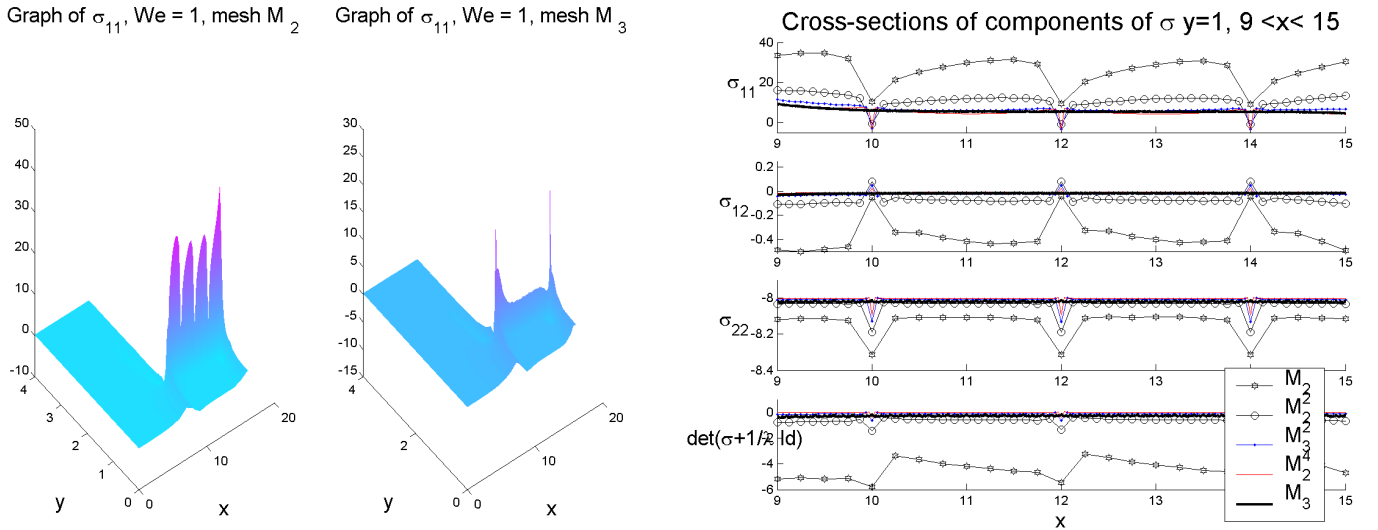 Graph of σ11, We = 1, mesh M2
50
40
30
20
10
0
-10
4
3
2
1
0
0
10
20
y
x
Graph of σ11, We = 1, mesh M3
30
25
20
15
10
5
0
-5
-10
-15
4
2
0
0
10
20
y
x
Cross-sections of components of σ y=1, 9 <x< 15
σ11
40
20
0
9 10 11 12 13 14 15
σ12
0.2
0
-0.2
-0.4
9 10 11 12 13 14 15
σ22
-8
-8.2
-8.4
9 10 11 12 13 14 15
det(σ+1/λ Id)
0
-2
-4
-6
9 10 11 12 13 14 15
x
M2
M2
M3
M4
M2
M3